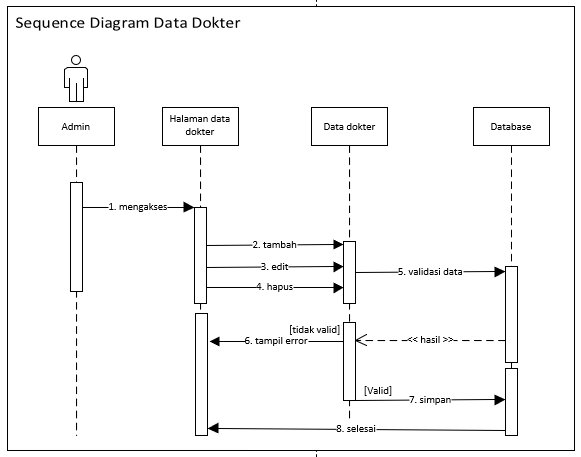 Sequence Diagram Data Dokter
Admin
Halaman data
dokter
Data dokter
Database
1. mengakses
2. tambah
3. edit
4. hapus
5. validasi data
[tidak valid]
6. tampil error
<< hasil >>
[Valid]
7. simpan
8. selesai